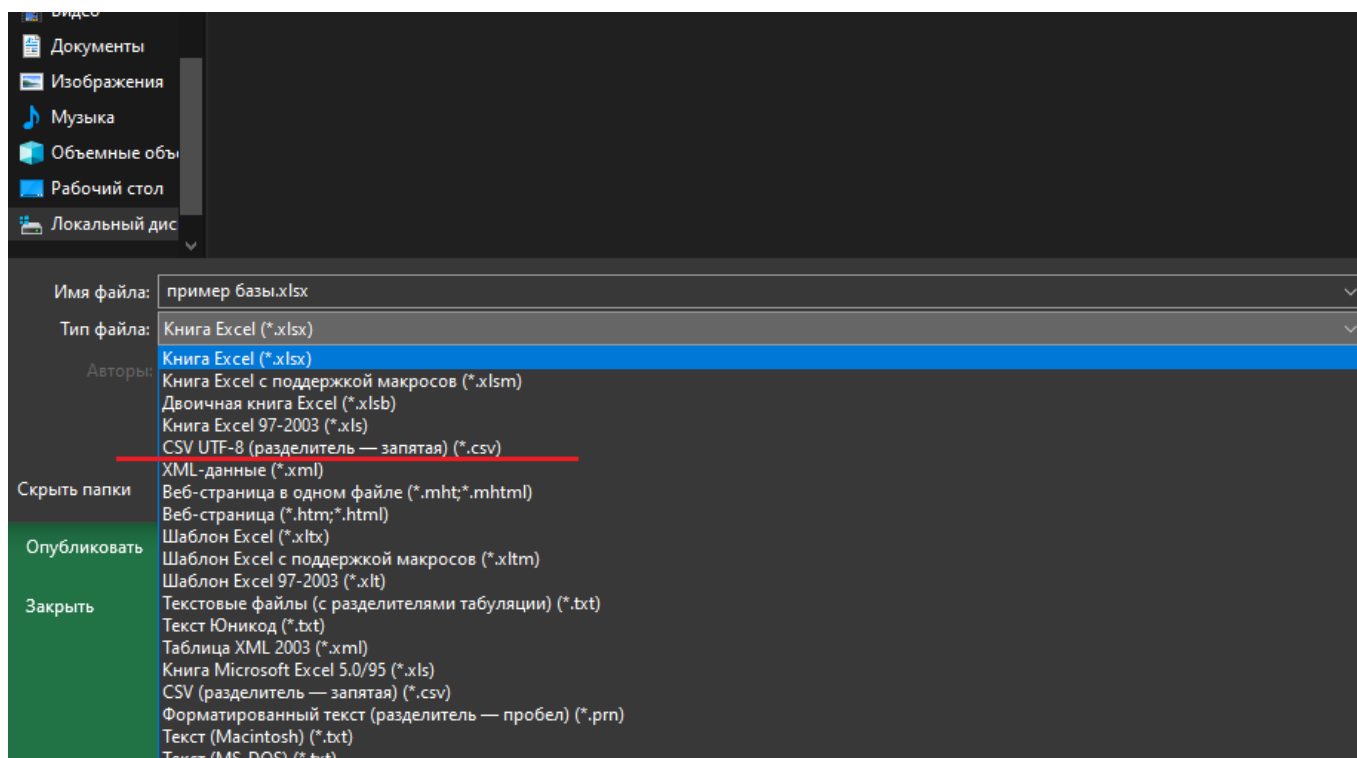 Видео
Документы
Изображения
Музыка
Объемные объ
Рабочий стол
Локальный дис
Имя файла: пример базы.xlsx
Тип файла: Книга Excel (*.xlsx)
Авторы:
Книга Excel (*.xlsx)
Книга Excel с поддержкой макросов (*.xlsm)
Двоичная книга Excel (*.xlsb)
Книга Excel 97-2003 (*.xls)
CSV UTF-8 (разделитель — запятая) (*.csv)
XML-данные (*.xml)
Веб-страница в одном файле (*.mht;*.mhtml)
Веб-страница (*.htm;*.html)
Шаблон Excel (*.xltx)
Шаблон Excel с поддержкой макросов (*.xltm)
Шаблон Excel 97-2003 (*.xlt)
Текстовые файлы (с разделителями табуляции) (*.txt)
Текст Юникод (*.txt)
Таблица XML 2003 (*.xml)
Книга Microsoft Excel 5.0/95 (*.xls)
CSV (разделитель — запятая) (*.csv)
Форматированный текст (разделитель — пробел) (*.prn)
Текст (Macintosh) (*.txt)
Текст (MS-DOS) (*.txt)
Скрыть папки
Опубликовать
Закрыть